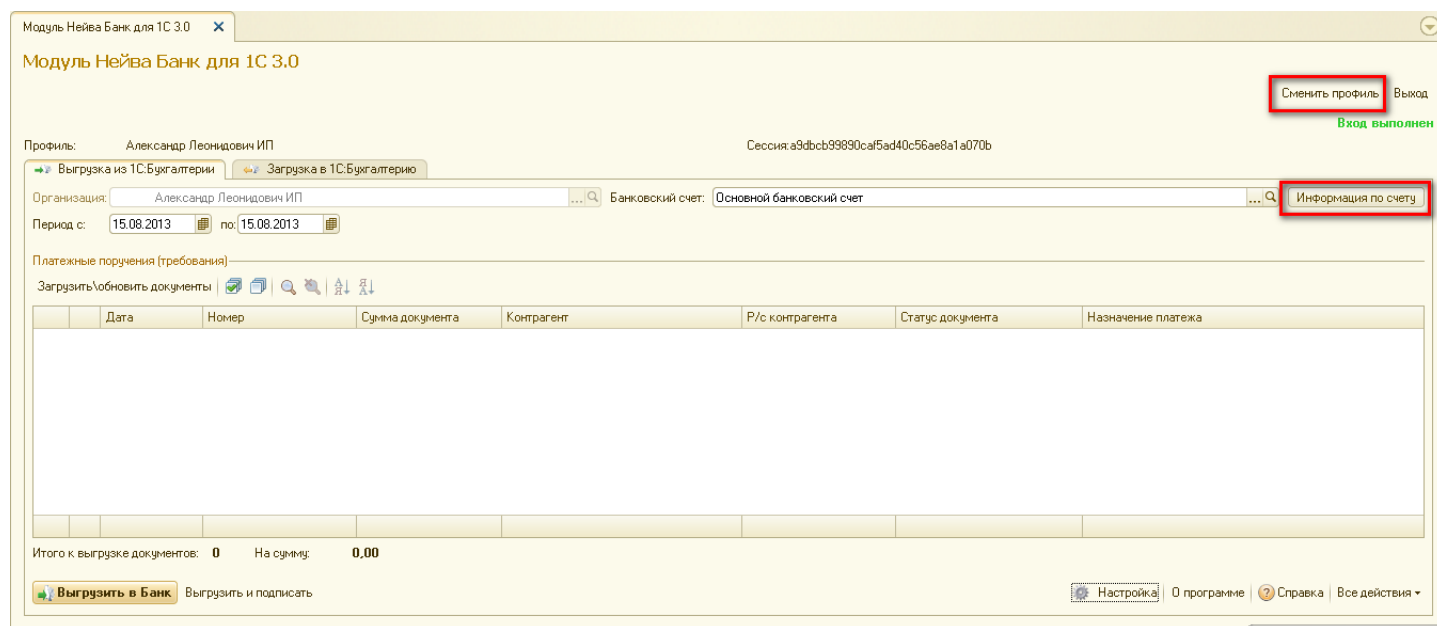 Модуль Нейва Банк для 1С 3.0
Модуль Нейва Банк для 1С 3.0
Сменить профиль Выход
Вход выполнен
Профиль: Александр Леонидович ИП Сессия:a9dbcb99890caf5ad40c56ae8a1a070b
Выгрузка из 1С:Бухгалтерии Загрузка в 1С:Бухгалтерию
Организация: Александр Леонидович ИП ... Банковский счет: Основной банковский счет ... Информация по счету
Период с: 15.08.2013 по: 15.08.2013
Платежные поручения (требования)
Загрузить\обновить документы
Дата Номер Сумма документа Контрагент Р/с контрагента Статус документа Назначение платежа
Итого к выгрузке документов: 0 На сумму: 0,00
Выгрузить в Банк Выгрузить и подписать Настройка О программе Справка Все действия